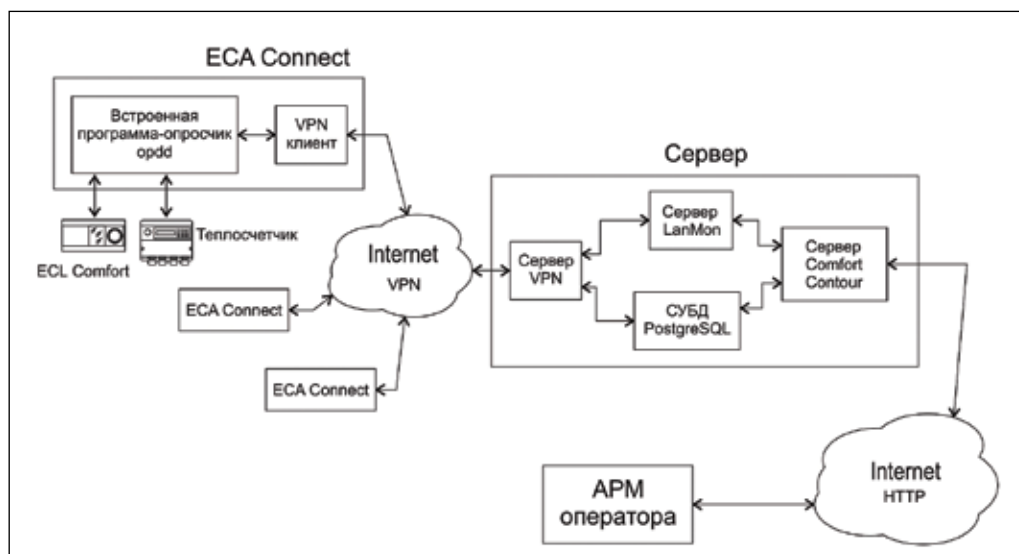 ECA Connect
Встроенная
программа-опросчик
opdd
VPN
клиент
ECL Comfort
Теплосчетчик
Internet
VPN
ECA Connect
ECA Connect
Сервер
Сервер
VPN
Сервер
LanMon
СУБД
PostgreSQL
Сервер
Comfort
Contour
Internet
HTTP
АРМ
оператора